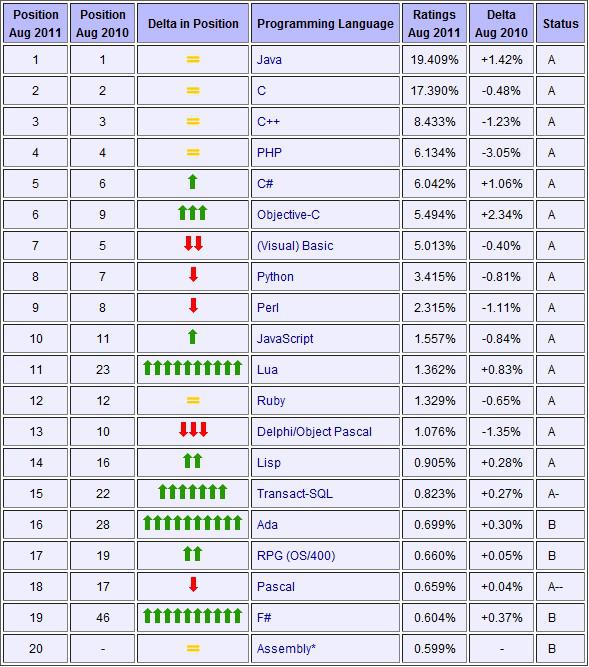 Position Aug 2011 Position Aug 2010 Delta in Position Programming Language Ratings Aug 2011 Delta Aug 2010 Status
1 1 = Java 19.409% +1.42% A
2 2 = C 17.390% -0.48% A
3 3 = C++ 8.433% -1.23% A
4 4 = PHP 6.134% -3.05% A
5 6 ↑ C# 6.042% +1.06% A
6 9 ↑↑↑ Objective-C 5.494% +2.34% A
7 5 ↓↓ (Visual) Basic 5.013% -0.40% A
8 7 ↓ Python 3.415% -0.81% A
9 8 ↓ Perl 2.315% -1.11% A
10 11 ↑ JavaScript 1.557% -0.84% A
11 23 ↑↑↑↑↑↑↑↑↑↑ Lua 1.362% +0.83% A
12 12 = Ruby 1.329% -0.65% A
13 10 ↓↓↓ Delphi/Object Pascal 1.076% -1.35% A
14 16 ↑↑ Lisp 0.905% +0.28% A
15 22 ↑↑↑↑↑↑↑ Transact-SQL 0.823% +0.27% A-
16 28 ↑↑↑↑↑↑↑↑↑↑ Ada 0.699% +0.30% B
17 19 ↑↑ RPG (OS/400) 0.660% +0.05% B
18 17 ↓ Pascal 0.659% +0.04% A--
19 46 ↑↑↑↑↑↑↑↑↑↑ F# 0.604% +0.37% B
20 - = Assembly* 0.599% - B